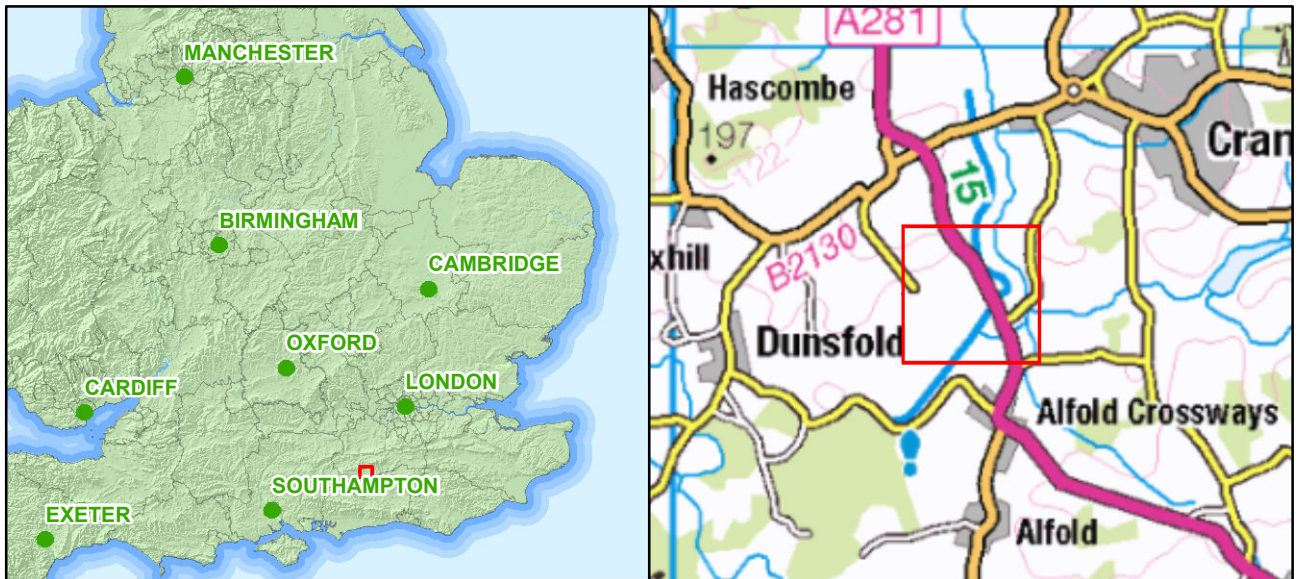 MANCHESTER
BIRMINGHAM
CAMBRIDGE
OXFORD
CARDIFF
LONDON
SOUTHAMPTON
EXETER
A281
Hascombe
197
122
15
Cran
B2130
xhill
Dunsfold
Alfold Crossways
Alfold